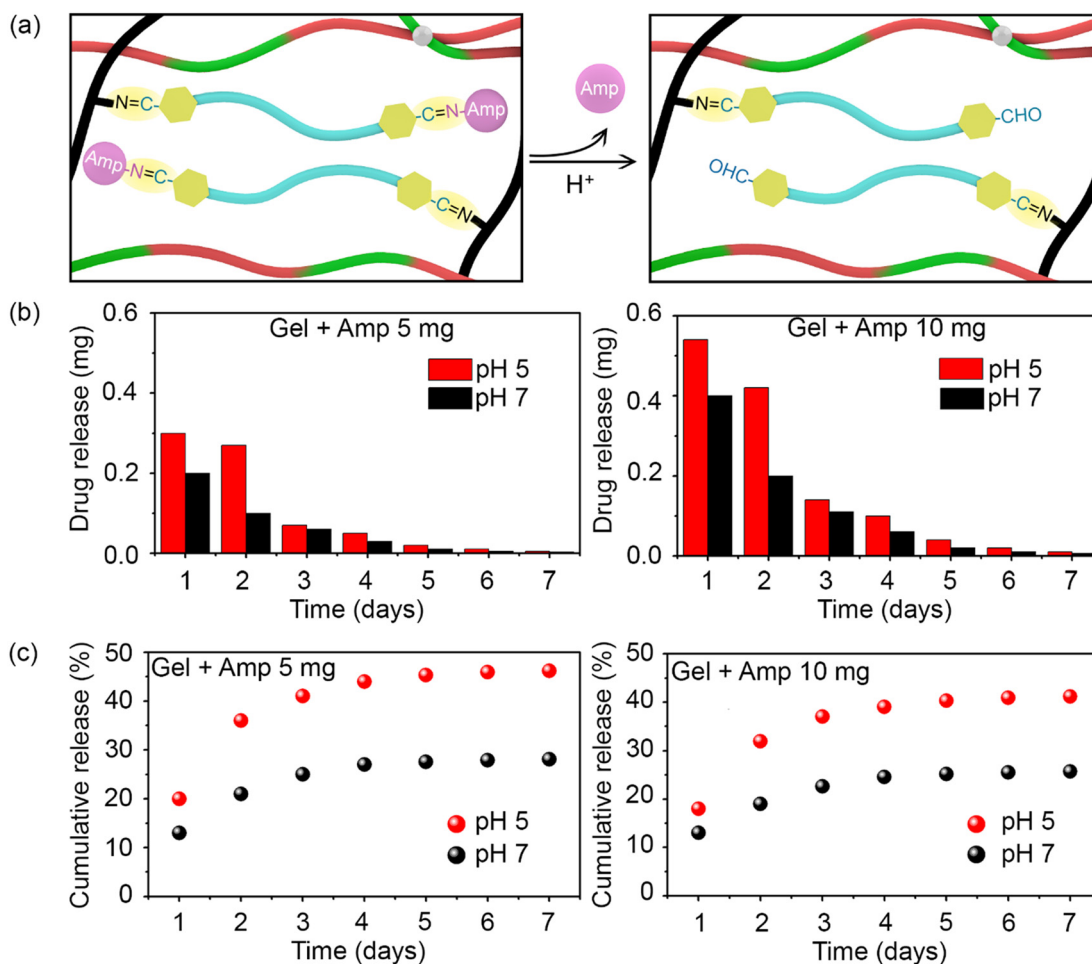 (a)
N=C
C=N-Amp
Amp-N=C
C=N
Amp
H⁺
N=C
CHO
OHC
C=N
(b)
Gel + Amp 5 mg
pH 5
pH 7
Drug release (mg)
0.6
0.4
0.2
0.0
1 2 3 4 5 6 7
Time (days)
Gel + Amp 10 mg
pH 5
pH 7
Drug release (mg)
0.6
0.4
0.2
0.0
1 2 3 4 5 6 7
Time (days)
(c)
Gel + Amp 5 mg
Cumulative release (%)
50
40
30
20
10
0
pH 5
pH 7
1 2 3 4 5 6 7
Time (days)
Gel + Amp 10 mg
Cumulative release (%)
50
40
30
20
10
0
pH 5
pH 7
1 2 3 4 5 6 7
Time (days)